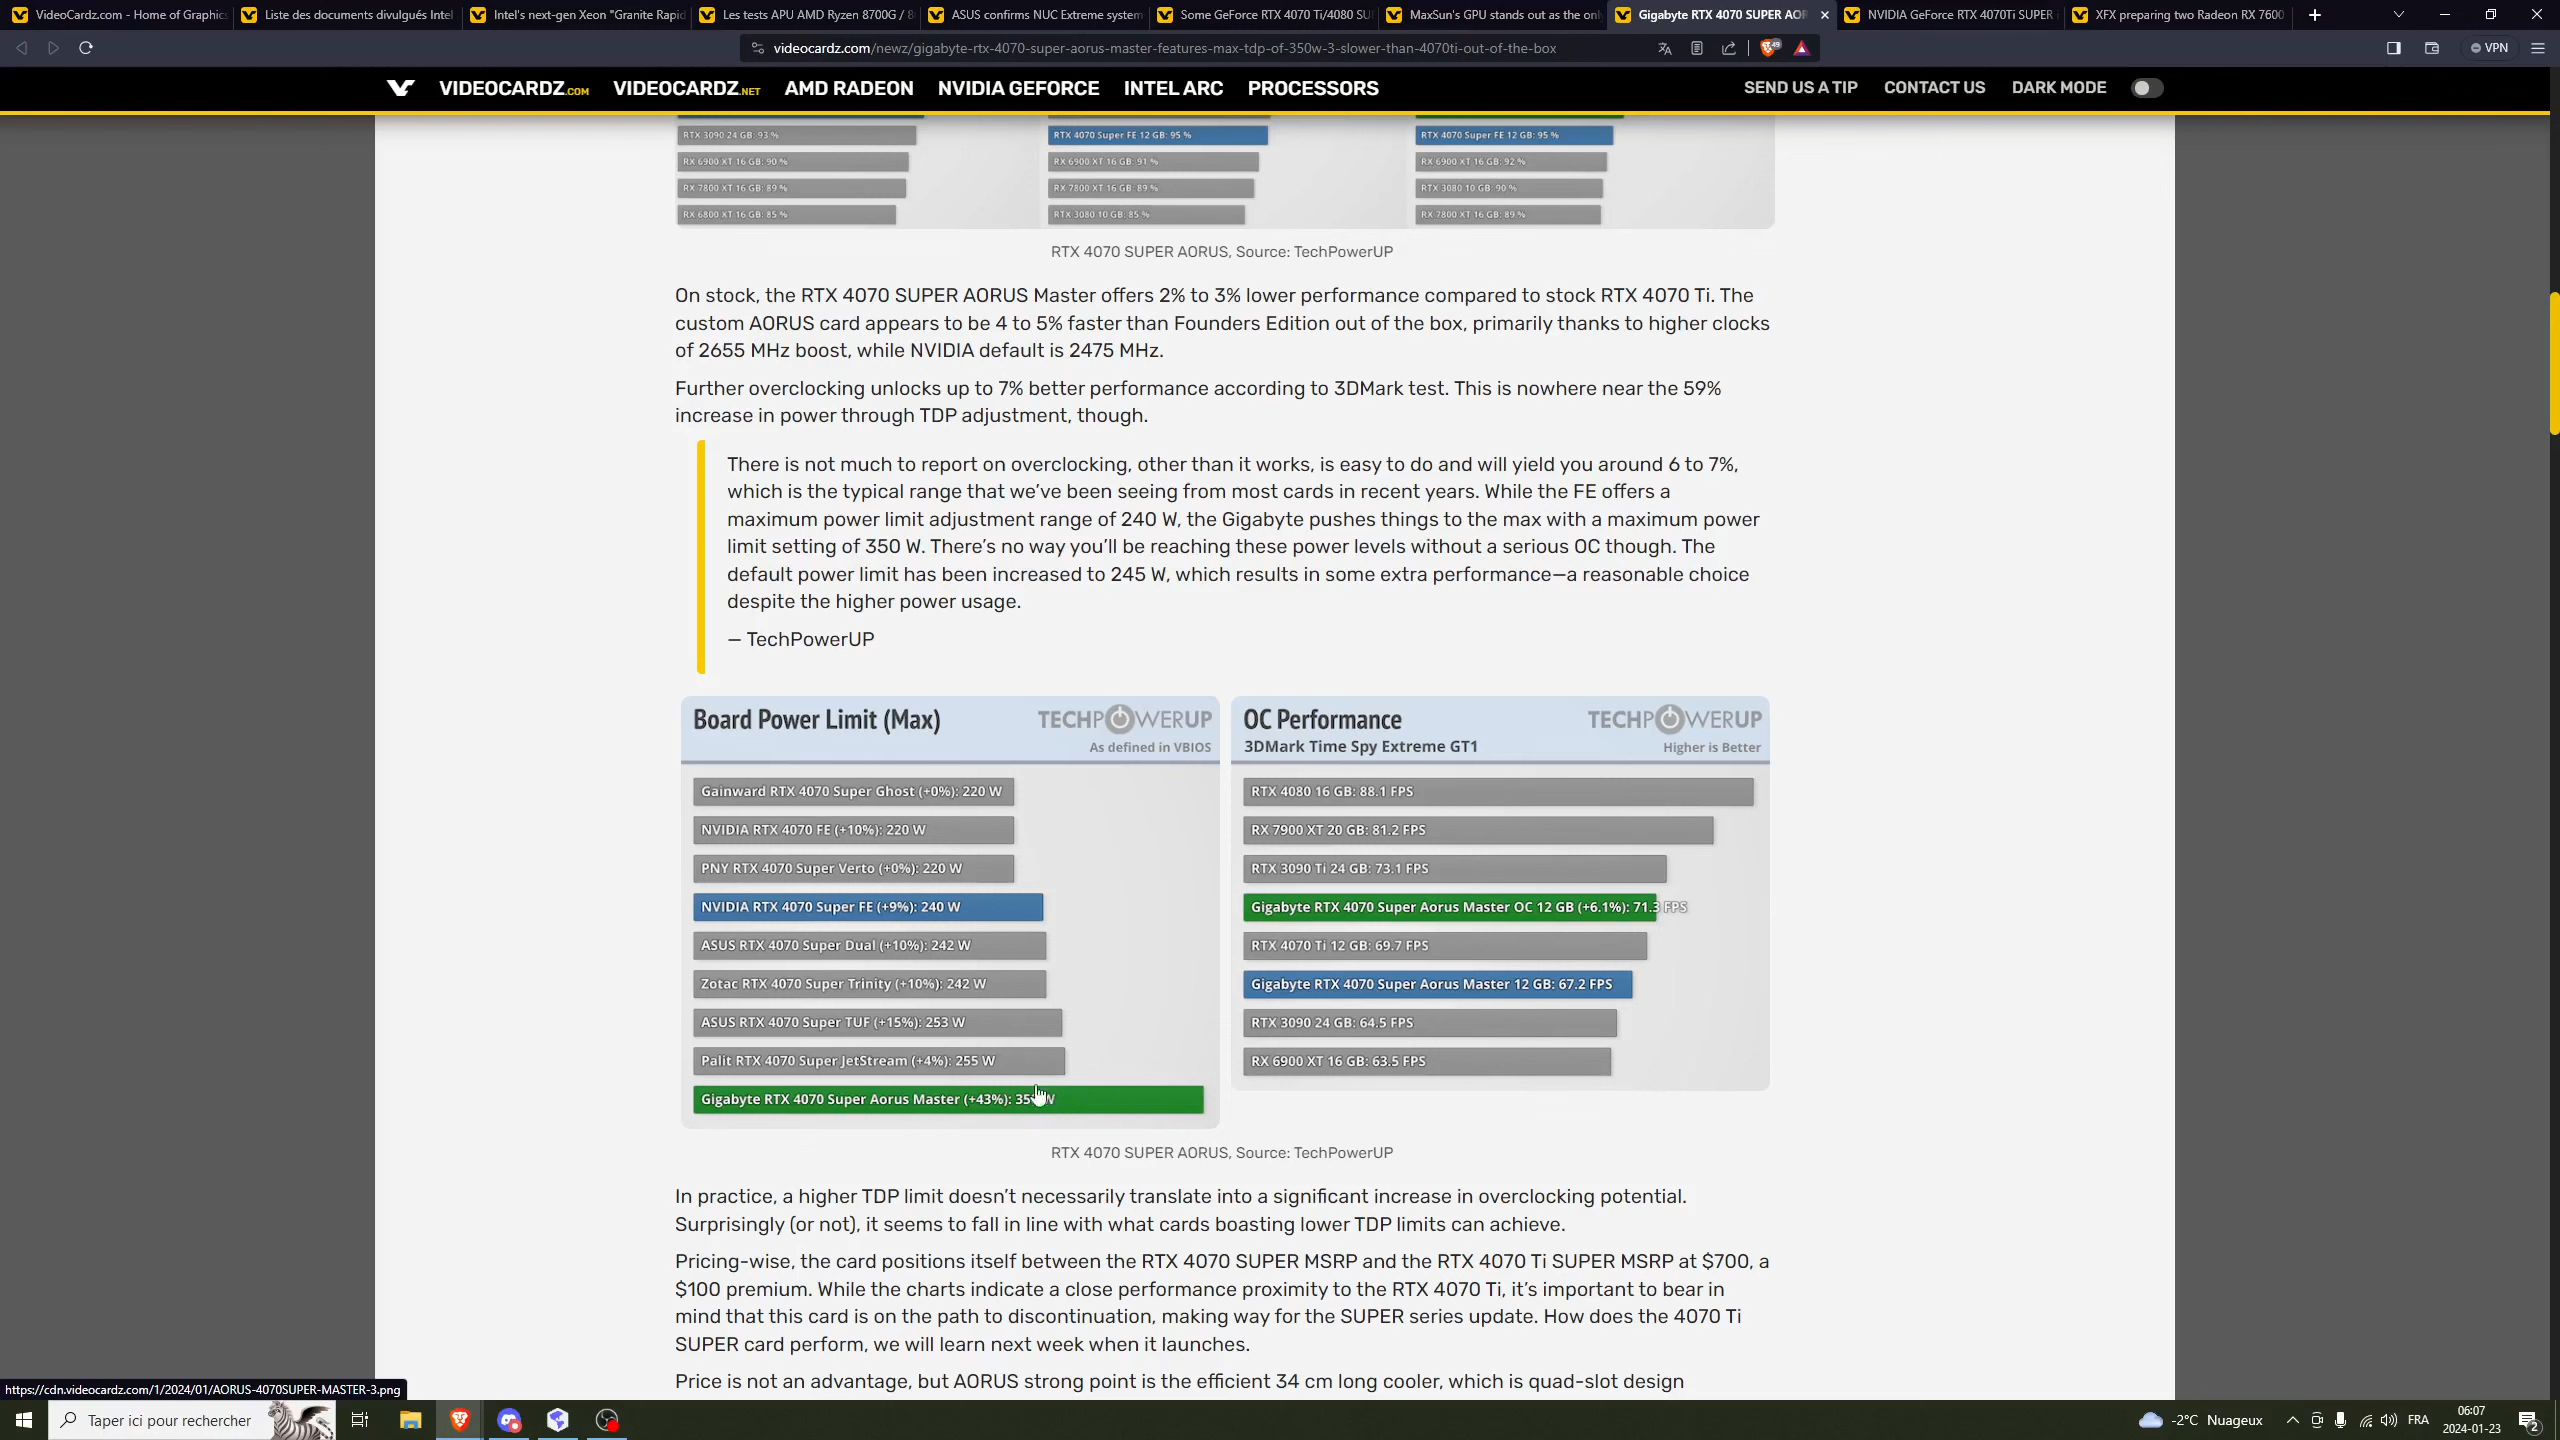 VideoCardz.com - Home of Graphics
Liste des documents divulgués Intel
Intel's next-gen Xeon "Granite Rapid
Les tests APU AMD Ryzen 8700G / 8
ASUS confirms NUC Extreme system
Some GeForce RTX 4070 Ti/4080 SU
MaxSun's GPU stands out as the onl
Gigabyte RTX 4070 SUPER AOR
NVIDIA GeForce RTX 4070Ti SUPER
XFX preparing two Radeon RX 7600
videocardz.com/newz/gigabyte-rtx-4070-super-aorus-master-features-max-tdp-of-350w-3-slower-than-4070ti-out-of-the-box
VPN
VIDEOCARDZ.COM
VIDEOCARDZ.NET
AMD RADEON
NVIDIA GEFORCE
INTEL ARC
PROCESSORS
SEND US A TIP
CONTACT US
DARK MODE
RTX 3090 24 GB: 93 %
RX 6900 XT 16 GB: 90 %
RX 7800 XT 16 GB: 89 %
RX 6800 XT 16 GB: 85 %
RTX 4070 Super FE 12 GB: 95 %
RX 6900 XT 16 GB: 91 %
RX 7800 XT 16 GB: 89 %
RTX 3080 10 GB: 85 %
RTX 4070 Super FE 12 GB: 95 %
RX 6900 XT 16 GB: 92 %
RTX 3080 10 GB: 90 %
RX 7800 XT 16 GB: 89 %
RTX 4070 SUPER AORUS, Source: TechPowerUP
On stock, the RTX 4070 SUPER AORUS Master offers 2% to 3% lower performance compared to stock RTX 4070 Ti. The
custom AORUS card appears to be 4 to 5% faster than Founders Edition out of the box, primarily thanks to higher clocks
of 2655 MHz boost, while NVIDIA default is 2475 MHz.
Further overclocking unlocks up to 7% better performance according to 3DMark test. This is nowhere near the 59%
increase in power through TDP adjustment, though.
There is not much to report on overclocking, other than it works, is easy to do and will yield you around 6 to 7%,
which is the typical range that we've been seeing from most cards in recent years. While the FE offers a
maximum power limit adjustment range of 240 W, the Gigabyte pushes things to the max with a maximum power
limit setting of 350 W. There's no way you'll be reaching these power levels without a serious OC though. The
default power limit has been increased to 245 W, which results in some extra performance—a reasonable choice
despite the higher power usage.
— TechPowerUP
Board Power Limit (Max)
TECHPOWERUP
As defined in VBIOS
Gainward RTX 4070 Super Ghost (+0%): 220 W
NVIDIA RTX 4070 FE (+10%): 220 W
PNY RTX 4070 Super Verto (+0%): 220 W
NVIDIA RTX 4070 Super FE (+9%): 240 W
ASUS RTX 4070 Super Dual (+10%): 242 W
Zotac RTX 4070 Super Trinity (+10%): 242 W
ASUS RTX 4070 Super TUF (+15%): 253 W
Palit RTX 4070 Super JetStream (+4%): 255 W
Gigabyte RTX 4070 Super Aorus Master (+43%): 35 W
OC Performance
TECHPOWERUP
3DMark Time Spy Extreme GT1
Higher is Better
RTX 4080 16 GB: 88.1 FPS
RX 7900 XT 20 GB: 81.2 FPS
RTX 3090 Ti 24 GB: 73.1 FPS
Gigabyte RTX 4070 Super Aorus Master OC 12 GB (+6.1%): 71.3 FPS
RTX 4070 Ti 12 GB: 69.7 FPS
Gigabyte RTX 4070 Super Aorus Master 12 GB: 67.2 FPS
RTX 3090 24 GB: 64.5 FPS
RX 6900 XT 16 GB: 63.5 FPS
RTX 4070 SUPER AORUS, Source: TechPowerUP
In practice, a higher TDP limit doesn't necessarily translate into a significant increase in overclocking potential.
Surprisingly (or not), it seems to fall in line with what cards boasting lower TDP limits can achieve.
Pricing-wise, the card positions itself between the RTX 4070 SUPER MSRP and the RTX 4070 Ti SUPER MSRP at $700, a
$100 premium. While the charts indicate a close performance proximity to the RTX 4070 Ti, it's important to bear in
mind that this card is on the path to discontinuation, making way for the SUPER series update. How does the 4070 Ti
SUPER card perform, we will learn next week when it launches.
Price is not an advantage, but AORUS strong point is the efficient 34 cm long cooler, which is quad-slot design
https://cdn.videocardz.com/1/2024/01/AORUS-4070SUPER-MASTER-3.png
Taper ici pour rechercher
-2°C Nuageux
FRA
06:07
2024-01-23
2